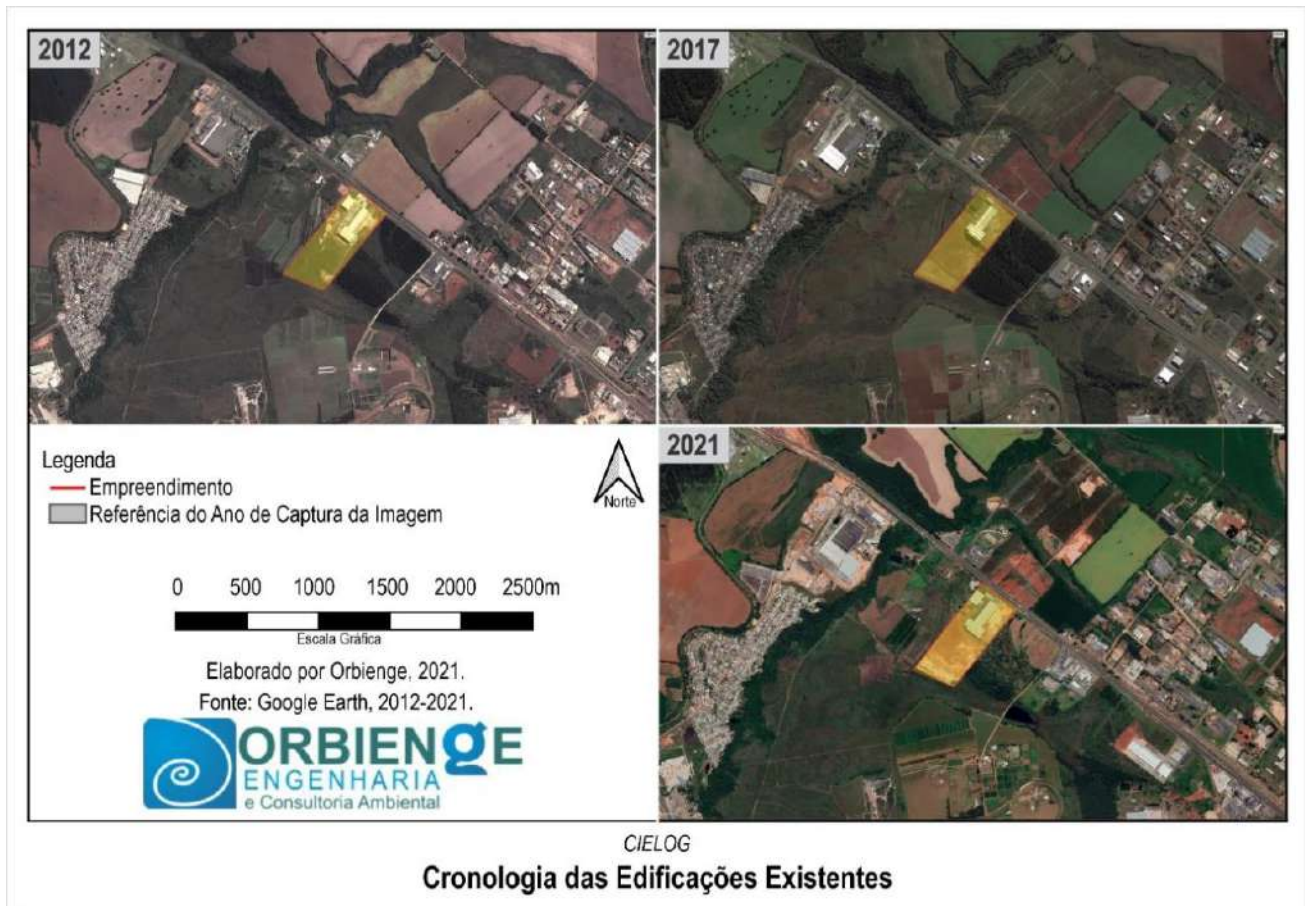 2012
2017
Legenda
Empreendimento
Referência do Ano de Captura da Imagem
Norte
0 500 1000 1500 2000 2500m
Escala Gráfica
Elaborado por Orbienge, 2021.
Fonte: Google Earth, 2012-2021.
ORBIENgE
ENGENHARIA
e Consultoria Ambiental
2021
CIELOG
Cronologia das Edificações Existentes